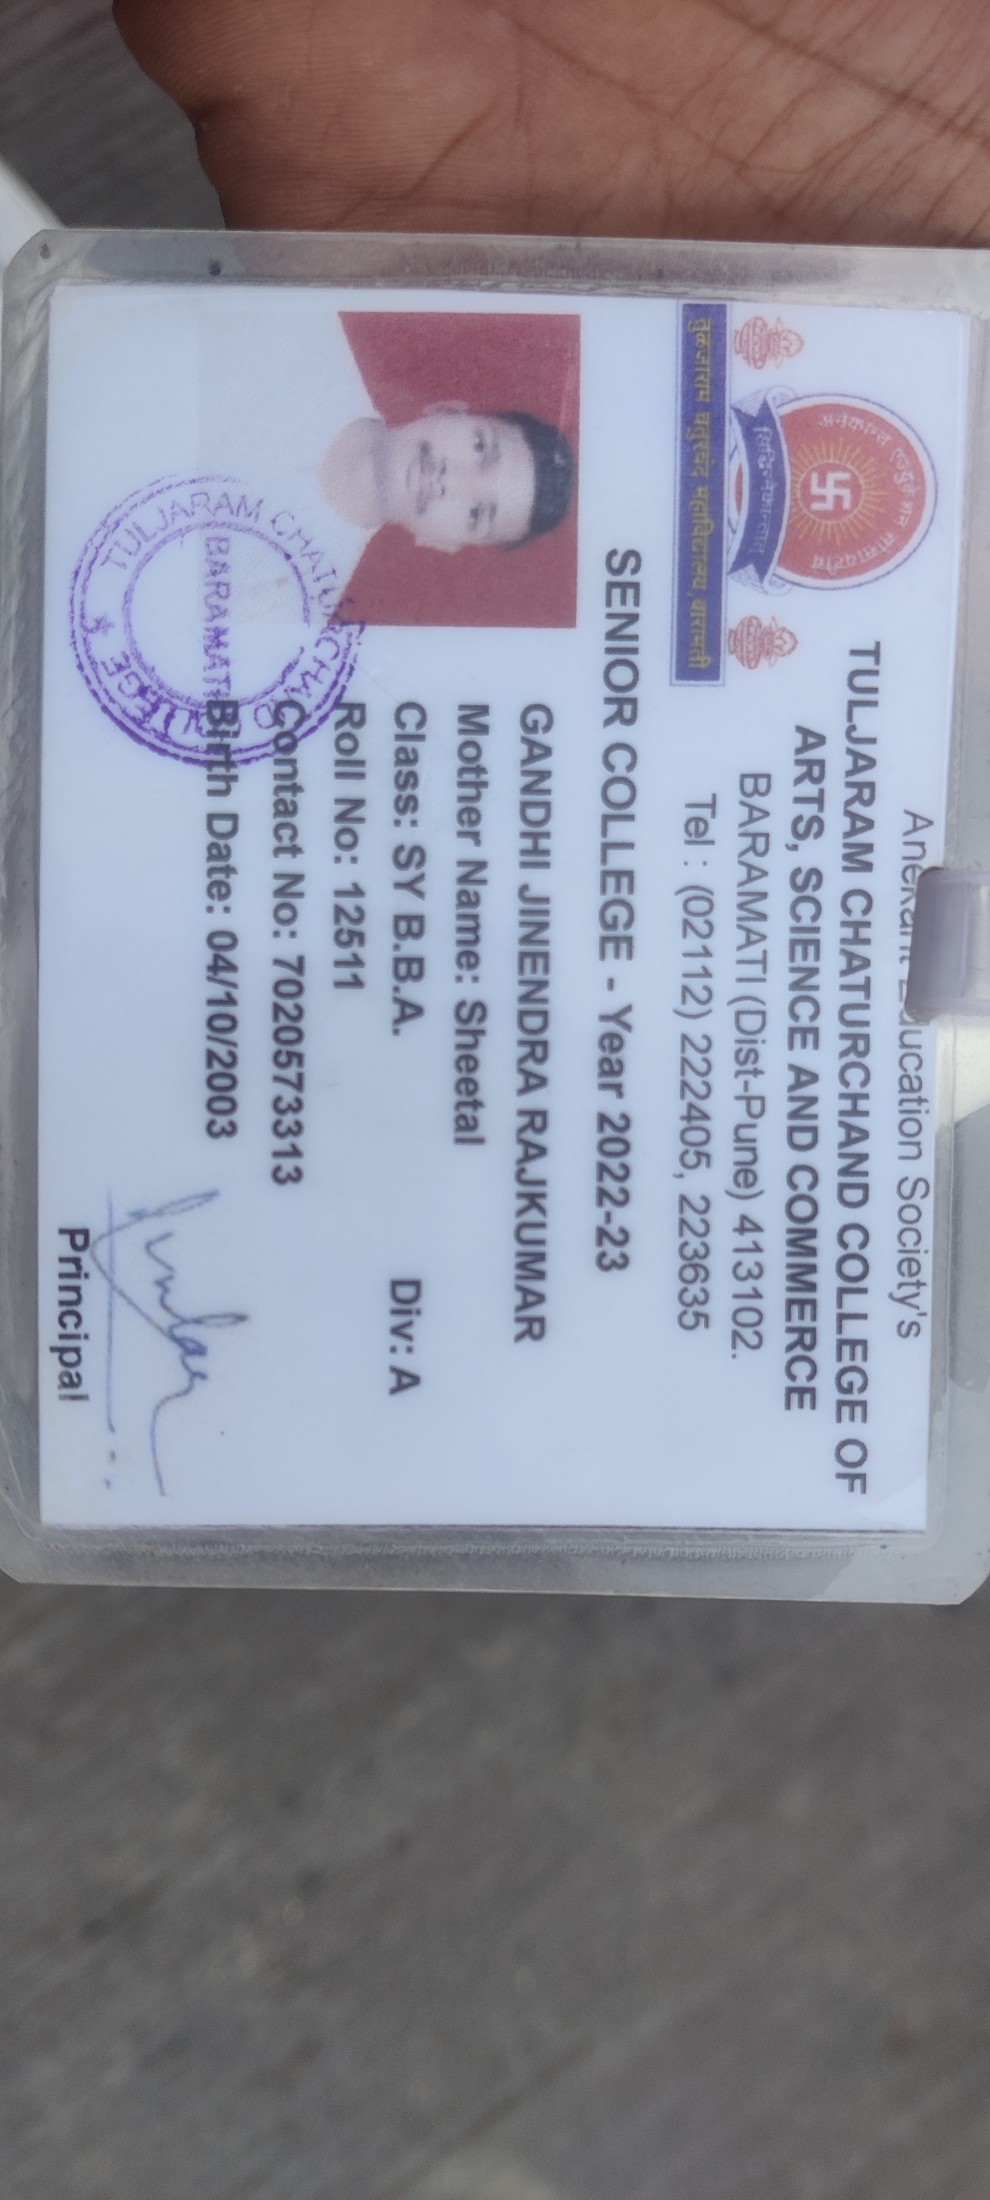 Anekant Education Society's
TULJARAM CHATURCHAND COLLEGE OF
ARTS, SCIENCE AND COMMERCE
BARAMATI (Dist-Pune) 413102.
Tel : (02112) 222405, 223635
तुळजाराम चतुरचंद महाविद्यालय, बारामती
SENIOR COLLEGE - Year 2022-23
GANDHI JINENDRA RAJKUMAR
Mother Name: Sheetal
Class: SY B.B.A. Div: A
Roll No: 12511
Contact No: 7020573313
Birth Date: 04/10/2003
TULJARAM CHATURCHAND COLLEGE
BARAMATI
Principal